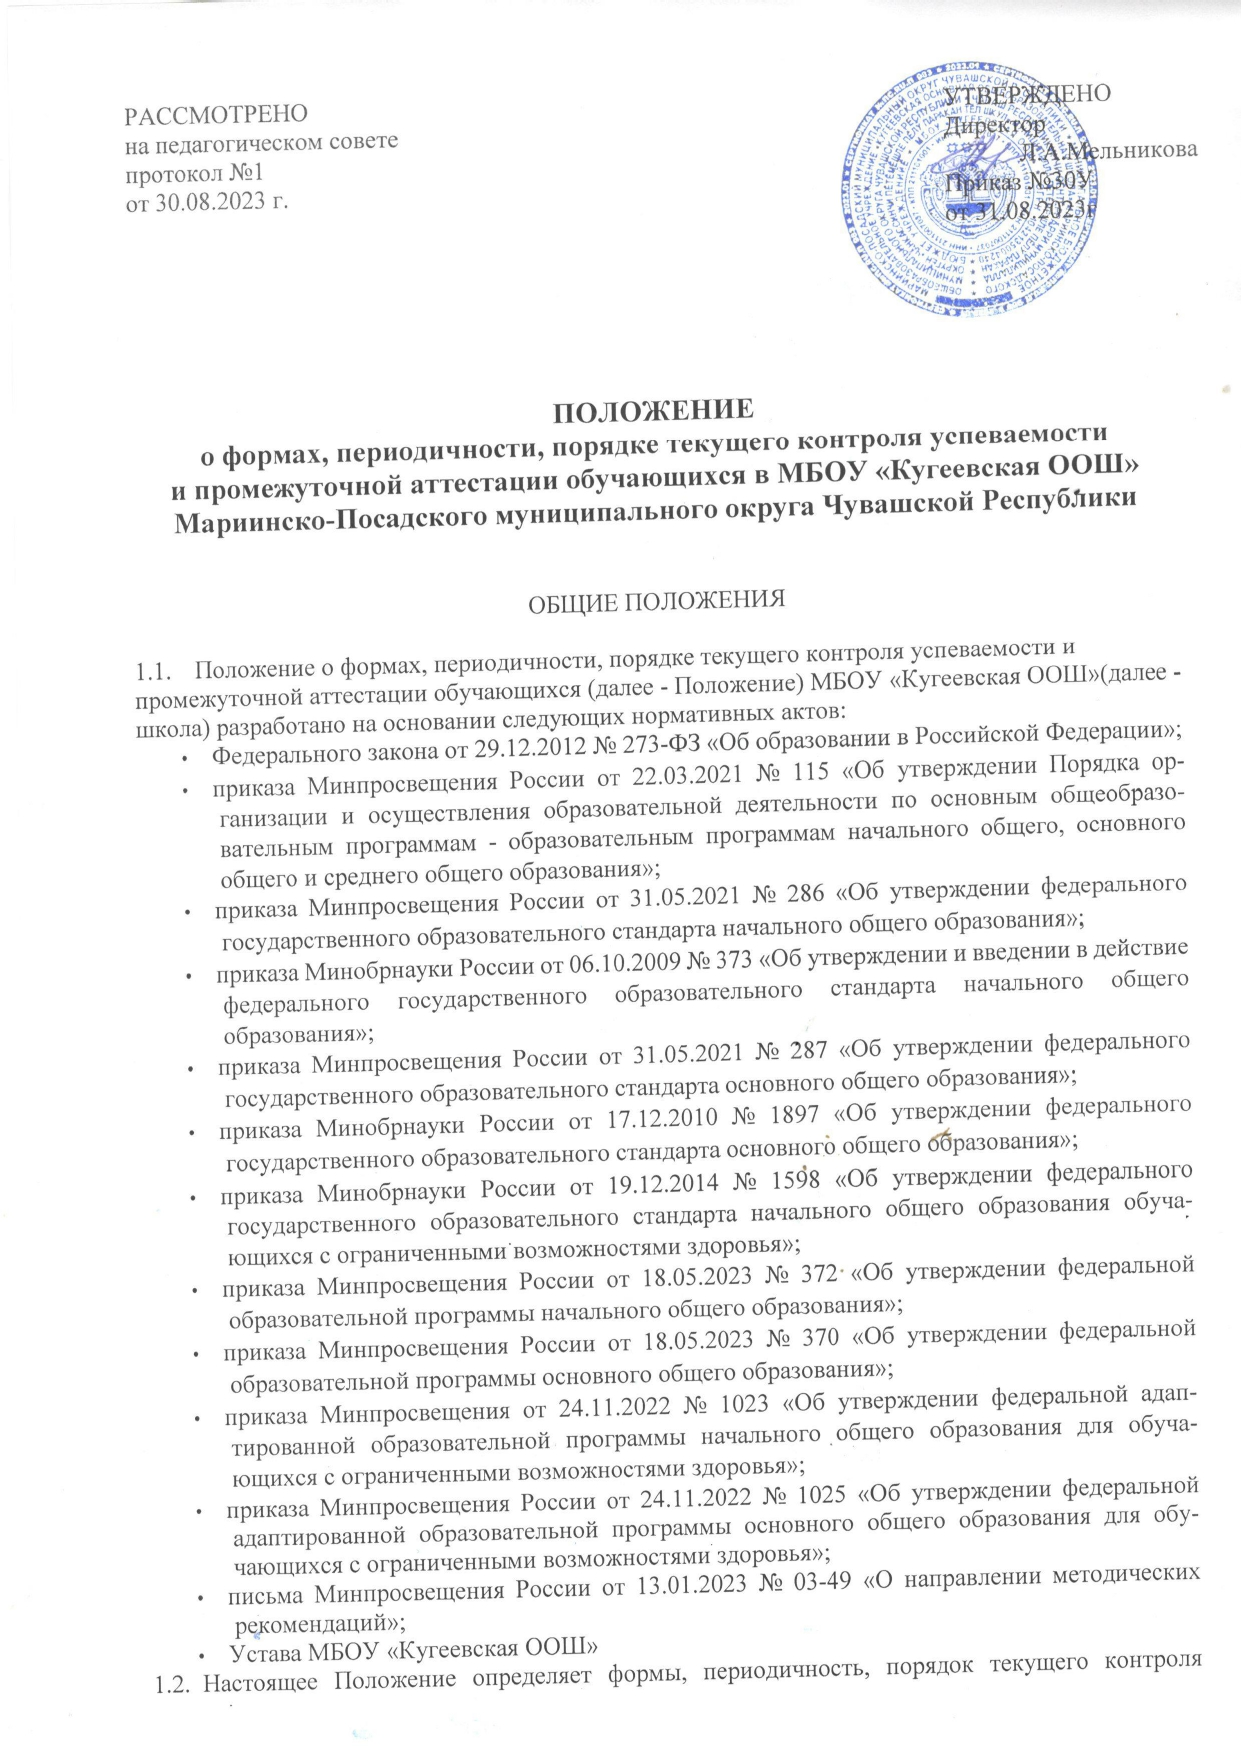 РАССМОТРЕНО
на педагогическом совете
протокол №1
от 30.08.2023 г.
УТВЕРЖДЕНО
Директор
Л.А.Мельникова
Приказ №30У
от 31.08.2023г
ПОЛОЖЕНИЕ
о формах, периодичности, порядке текущего контроля успеваемости
и промежуточной аттестации обучающихся в МБОУ «Кугеевская ООШ»
Мариинско-Посадского муниципального округа Чувашской Республики
ОБЩИЕ ПОЛОЖЕНИЯ
1.1. Положение о формах, периодичности, порядке текущего контроля успеваемости и
промежуточной аттестации обучающихся (далее - Положение) МБОУ «Кугеевская ООШ»(далее -
школа) разработано на основании следующих нормативных актов:
• Федерального закона от 29.12.2012 № 273-ФЗ «Об образовании в Российской Федерации»;
• приказа Минпросвещения России от 22.03.2021 № 115 «Об утверждении Порядка ор-
ганизации и осуществления образовательной деятельности по основным общеобразо-
вательным программам - образовательным программам начального общего, основного
общего и среднего общего образования»;
• приказа Минпросвещения России от 31.05.2021 № 286 «Об утверждении федерального
государственного образовательного стандарта начального общего образования»;
• приказа Минобрнауки России от 06.10.2009 № 373 «Об утверждении и введении в действие
федерального государственного образовательного стандарта начального общего
образования»;
• приказа Минпросвещения России от 31.05.2021 № 287 «Об утверждении федерального
государственного образовательного стандарта основного общего образования»;
• приказа Минобрнауки России от 17.12.2010 № 1897 «Об утверждении федерального
государственного образовательного стандарта основного общего образования»;
• приказа Минобрнауки России от 19.12.2014 № 1598 «Об утверждении федерального
государственного образовательного стандарта начального общего образования обуча-
ющихся с ограниченными возможностями здоровья»;
• приказа Минпросвещения России от 18.05.2023 № 372 «Об утверждении федеральной
образовательной программы начального общего образования»;
• приказа Минпросвещения России от 18.05.2023 № 370 «Об утверждении федеральной
образовательной программы основного общего образования»;
• приказа Минпросвещения от 24.11.2022 № 1023 «Об утверждении федеральной адап-
тированной образовательной программы начального общего образования для обуча-
ющихся с ограниченными возможностями здоровья»;
• приказа Минпросвещения России от 24.11.2022 № 1025 «Об утверждении федеральной
адаптированной образовательной программы основного общего образования для обу-
чающихся с ограниченными возможностями здоровья»;
• письма Минпросвещения России от 13.01.2023 № 03-49 «О направлении методических
рекомендаций»;
• Устава МБОУ «Кугеевская ООШ»
1.2. Настоящее Положение определяет формы, периодичность, порядок текущего контроля